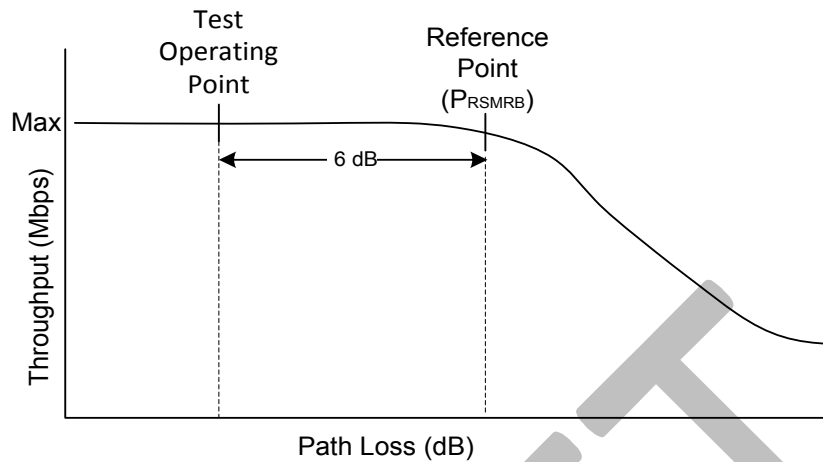 Test
Operating
Point
Reference
Point
(PRSMRB)
Max
6 dB
Throughput (Mbps)
Path Loss (dB)